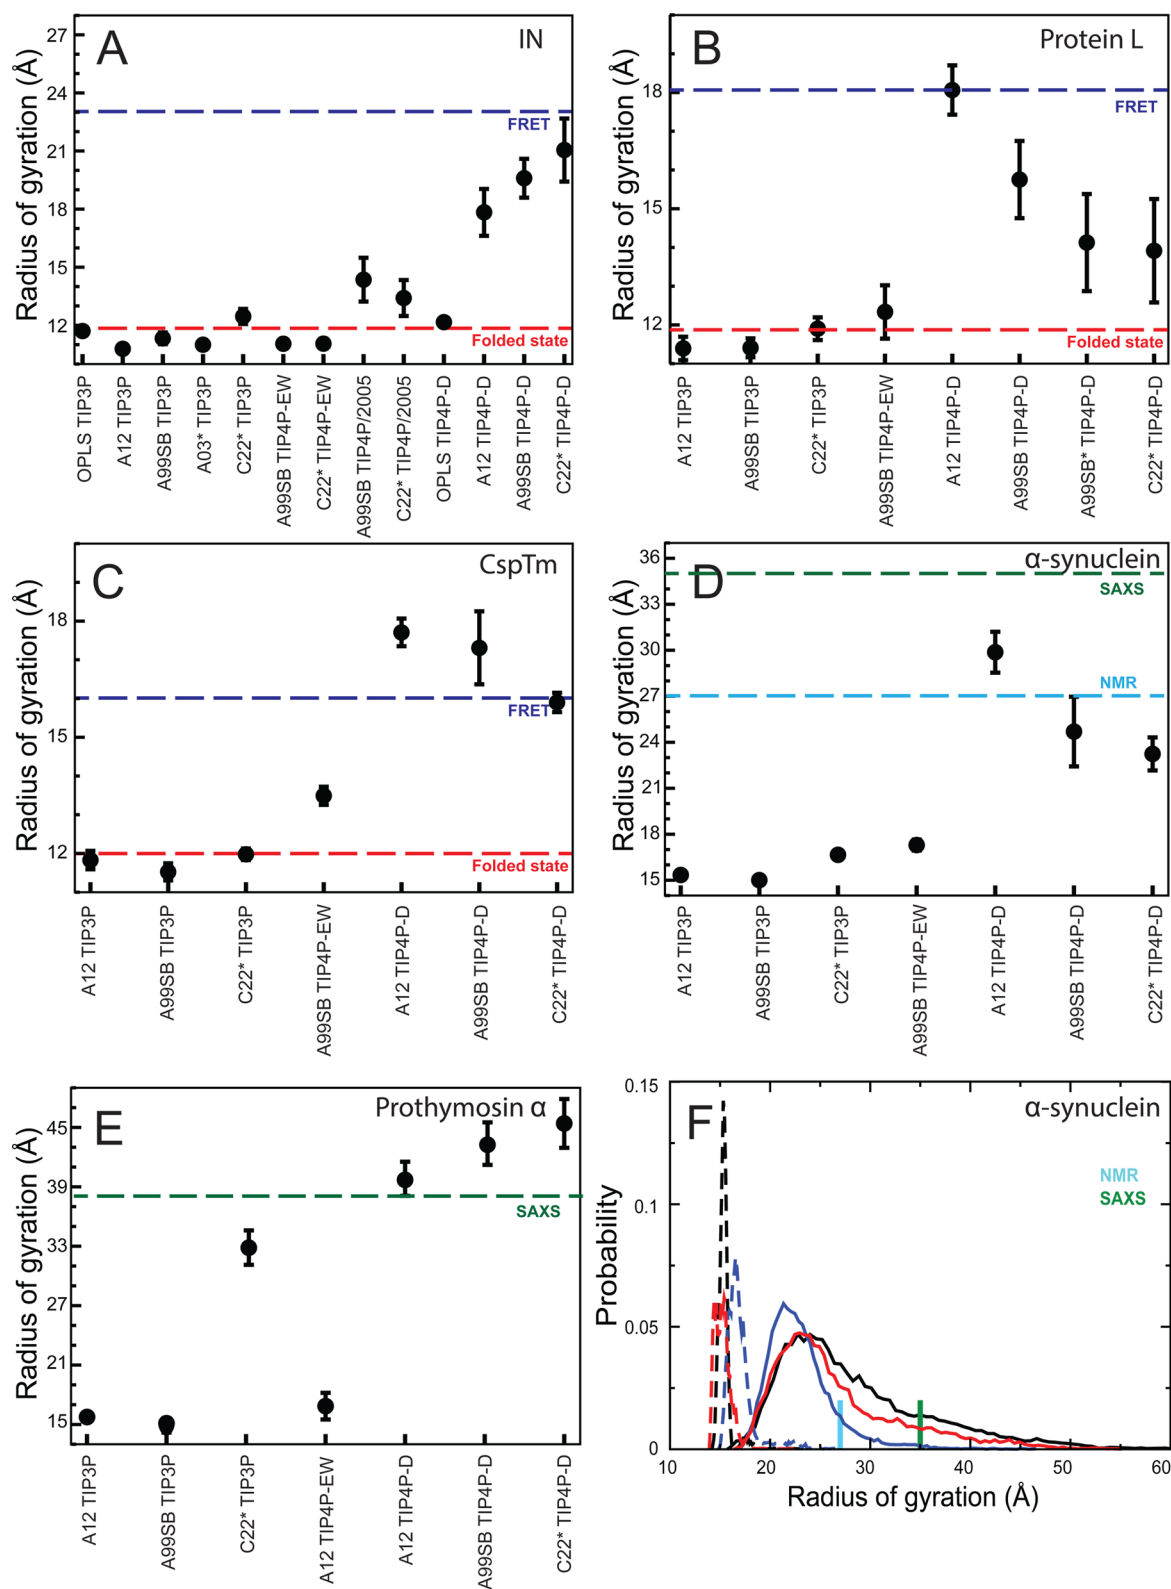 A
IN
Radius of gyration (Å)
27
24
21
18
15
12
FRET
Folded state
OPLS TIP3P
A12 TIP3P
A99SB TIP3P
A03* TIP3P
C22* TIP3P
A99SB TIP4P-EW
C22* TIP4P-EW
A99SB TIP4P/2005
C22* TIP4P/2005
OPLS TIP4P-D
A12 TIP4P-D
A99SB TIP4P-D
C22* TIP4P-D
B
Protein L
Radius of gyration (Å)
18
15
12
FRET
Folded state
A12 TIP3P
A99SB TIP3P
C22* TIP3P
A99SB TIP4P-EW
A12 TIP4P-D
A99SB TIP4P-D
A99SB* TIP4P-D
C22* TIP4P-D
C
CspTm
Radius of gyration (Å)
18
15
12
FRET
Folded state
A12 TIP3P
A99SB TIP3P
C22* TIP3P
A99SB TIP4P-EW
A12 TIP4P-D
A99SB TIP4P-D
C22* TIP4P-D
D
α-synuclein
Radius of gyration (Å)
36
33
30
27
24
21
18
15
SAXS
NMR
A12 TIP3P
A99SB TIP3P
C22* TIP3P
A99SB TIP4P-EW
A12 TIP4P-D
A99SB TIP4P-D
C22* TIP4P-D
E
Prothymosin α
Radius of gyration (Å)
45
39
33
27
21
15
SAXS
A12 TIP3P
A99SB TIP3P
C22* TIP3P
A12 TIP4P-EW
A12 TIP4P-D
A99SB TIP4P-D
C22* TIP4P-D
F
α-synuclein
Probability
0.15
0.1
0.05
0
NMR
SAXS
10 20 30 40 50 60
Radius of gyration (Å)